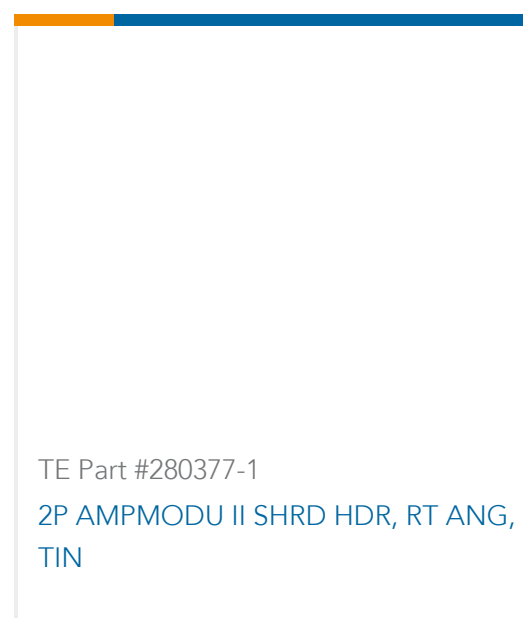 TE Part #280377-1
2P AMPMODU II SHRD HDR, RT ANG,
TIN